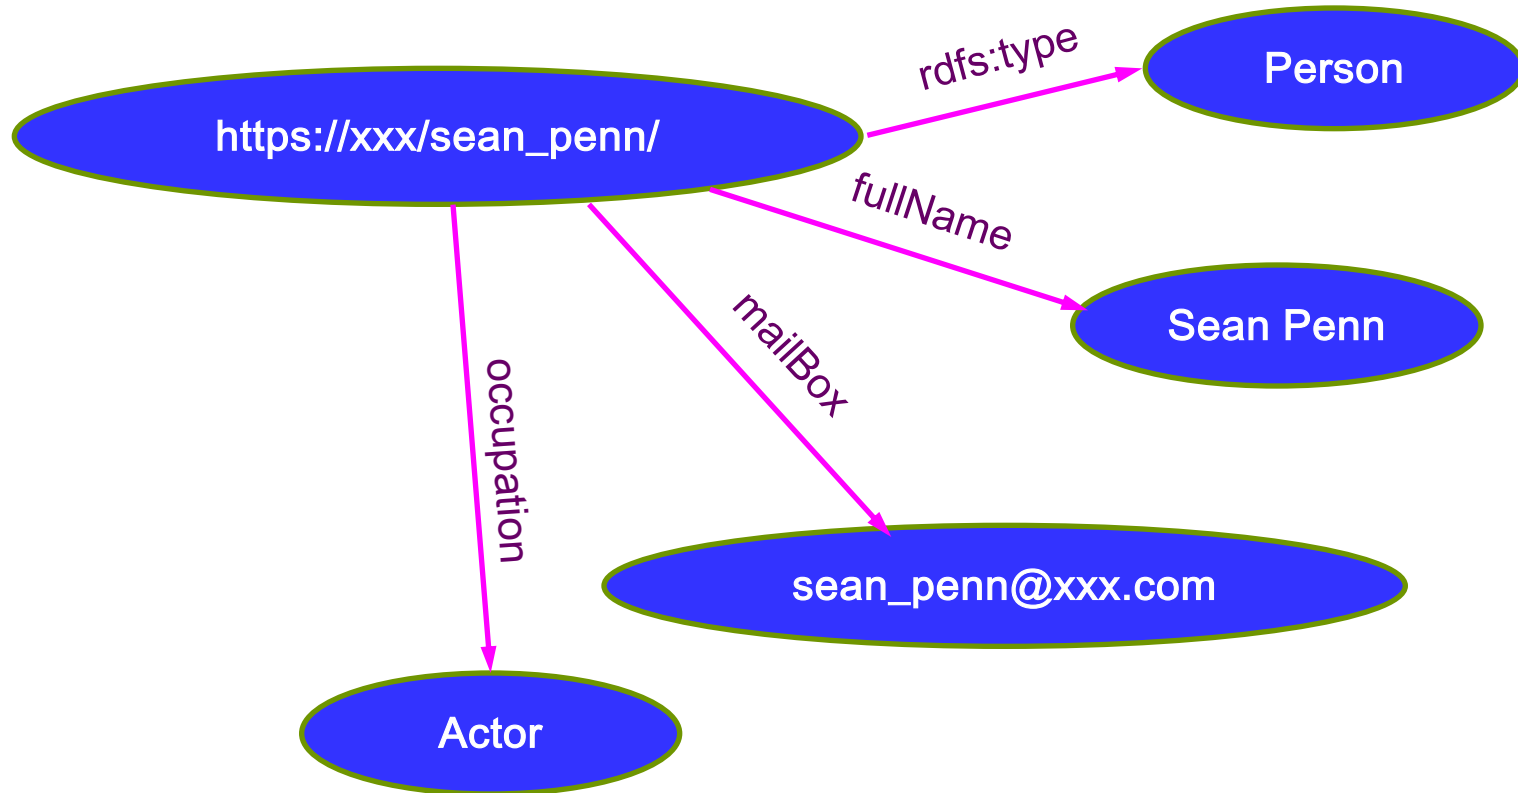 https://xxx/sean_penn/
rdfs:type
Person
fullName
Sean Penn
mailBox
sean_penn@xxx.com
occupation
Actor